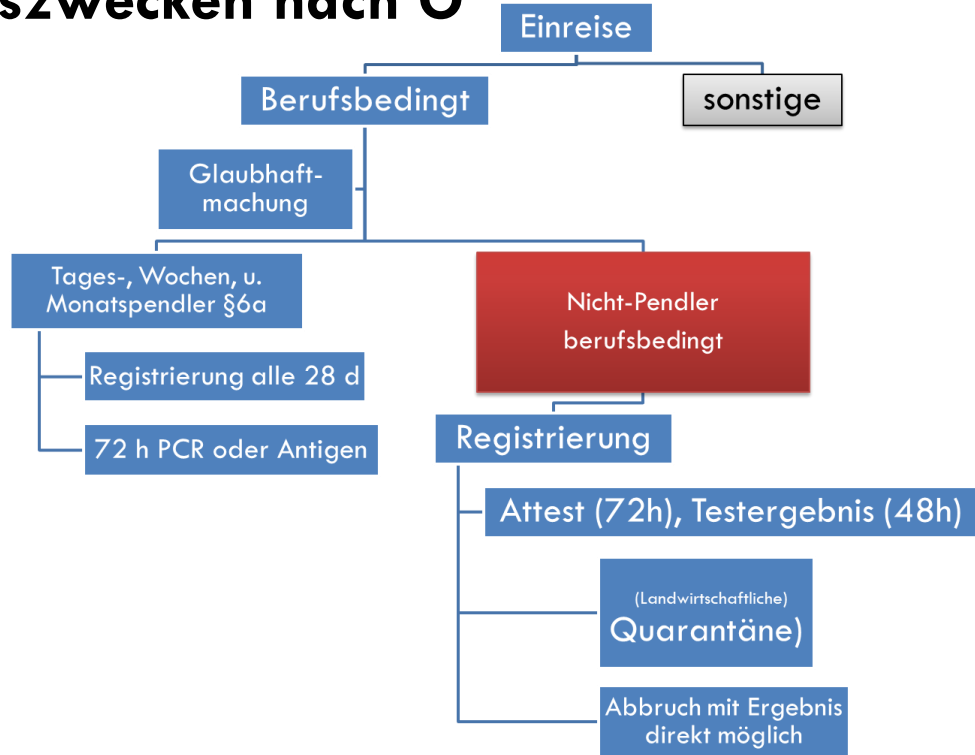 szwecken nach Ö
Einreise
Berufsbedingt
sonstige
Glaubhaft-
machung
Tages-, Wochen, u.
Monatspendler §6a
Registrierung alle 28 d
72 h PCR oder Antigen
Nicht-Pendler
berufsbedingt
Registrierung
Attest (72h), Testergebnis (48h)
(Landwirtschaftliche)
Quarantäne)
Abbruch mit Ergebnis
direkt möglich